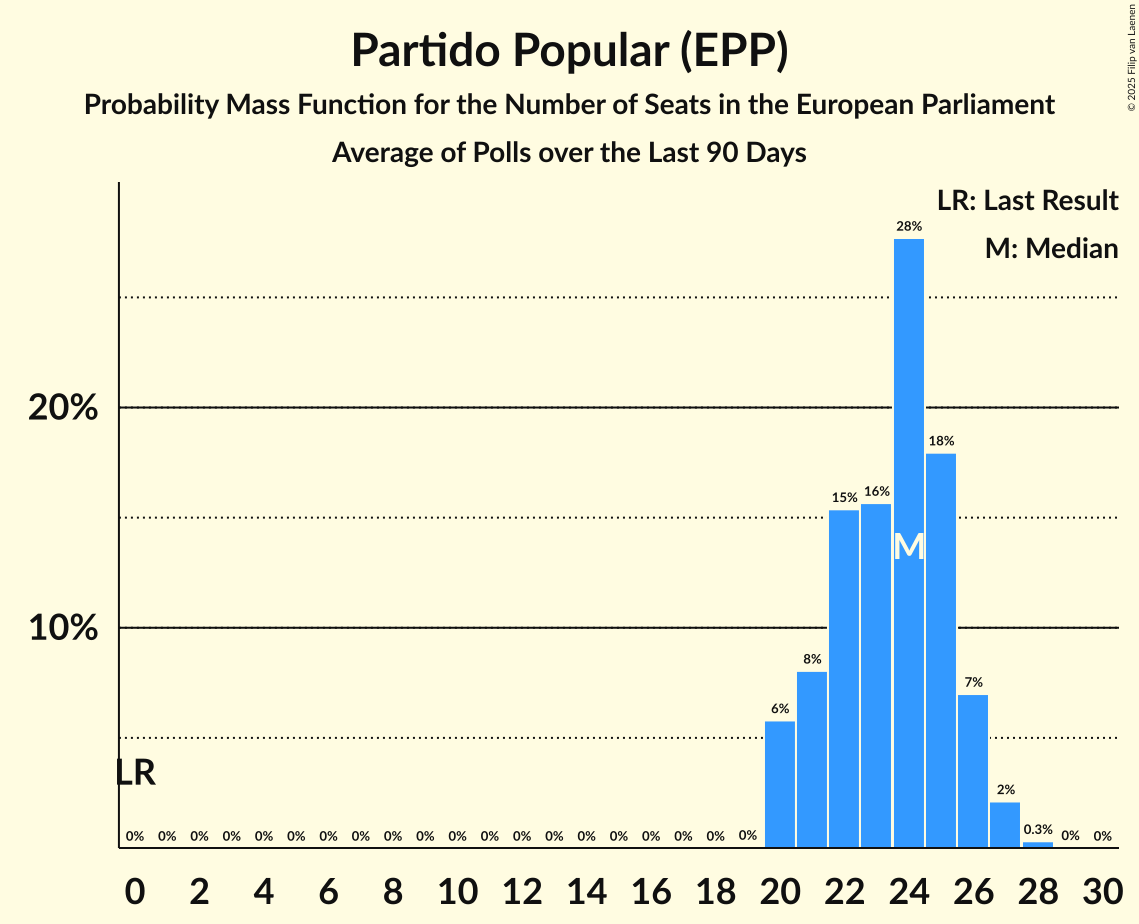 Partido Popular (EPP)
Probability Mass Function for the Number of Seats in the European Parliament
Average of Polls over the Last 90 Days
© 2025 Filip van Laenen
LR: Last Result
M: Median
28%
20%
18%
15% 16%
M
10%
8%
7%
6%
2%
LR
0.3%
0% 0% 0% 0% 0% 0% 0% 0% 0% 0% 0% 0% 0% 0% 0% 0% 0% 0% 0% 0% 0% 0%
0 2 4 6 8 10 12 14 16 18 20 22 24 26 28 30